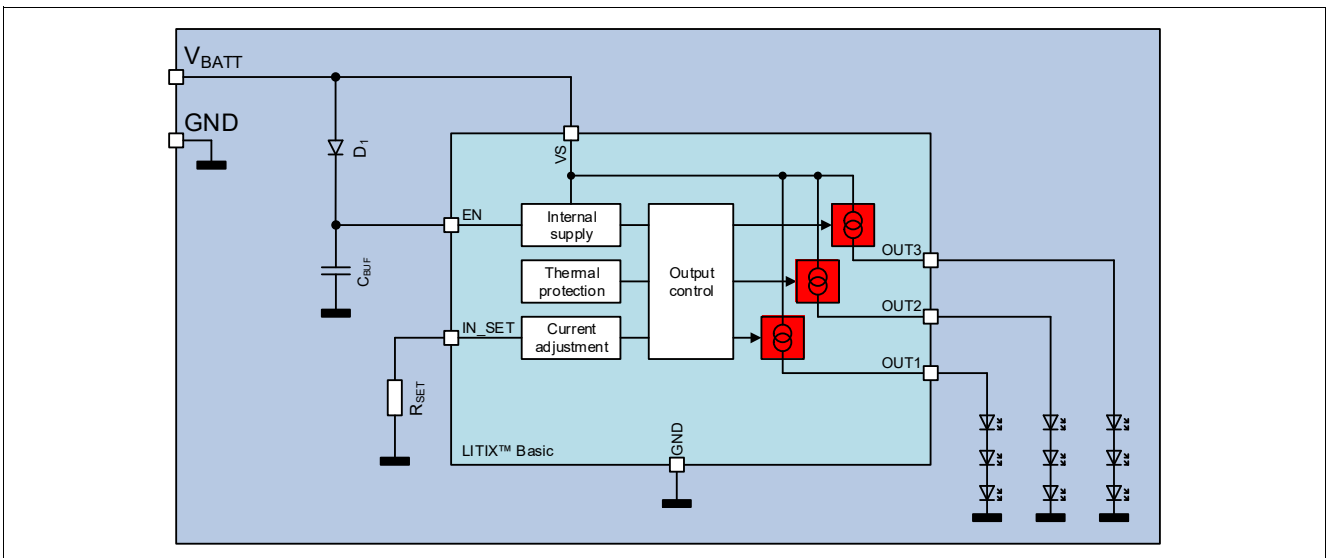 VBATT
GND
D1
VS
EN
Internal
supply
OUT3
CBUF
Thermal
protection
Output
control
OUT2
IN_SET
Current
adjustment
OUT1
RSET
LITIX™ Basic
GND